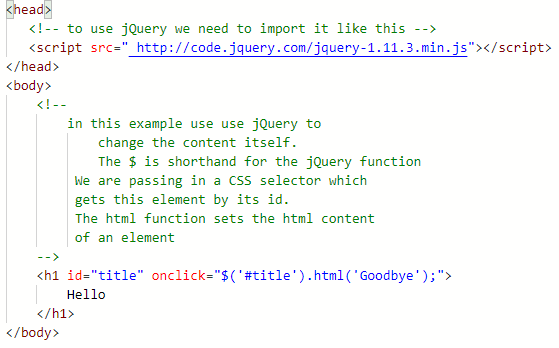 <head>
<!-- to use jQuery we need to import it like this -->
<script src=" http://code.jquery.com/jquery-1.11.3.min.js"></script>
</head>
<body>
<!--
in this example use use jQuery to
change the content itself.
The $ is shorthand for the jQuery function
We are passing in a CSS selector which
gets this element by its id.
The html function sets the html content
of an element
-->
<h1 id="title" onclick="$('#title').html('Goodbye');">
Hello
</h1>
</body>